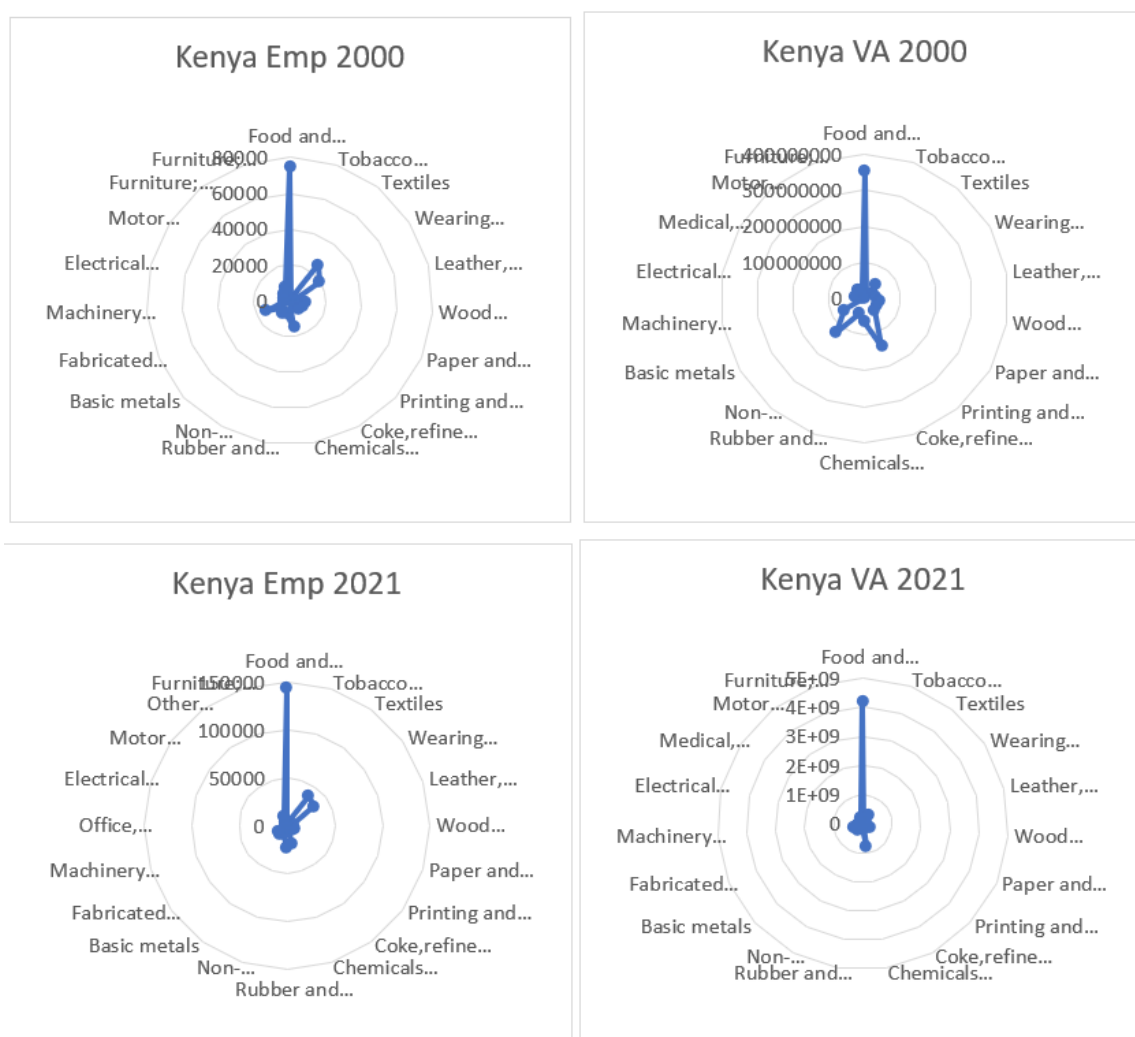 Kenya Emp 2000
Food and...
Tobacco...
Textiles
Wearing...
Leather,...
Wood...
Paper and...
Printing and...
Coke,refine...
Chemicals...
Rubber and...
Non-...
Basic metals
Fabricated...
Machinery...
Electrical...
Motor...
Furniture;...
Furniture;...
80000
60000
40000
20000
0
Kenya VA 2000
Food and...
Tobacco...
Textiles
Wearing...
Leather,...
Wood...
Paper and...
Printing and...
Coke,refine...
Chemicals...
Rubber and...
Non-...
Basic metals
Machinery...
Electrical...
Medical,...
Motor...
Furniture;...
400000000
300000000
200000000
100000000
0
Kenya Emp 2021
Food and...
Tobacco...
Textiles
Wearing...
Leather,...
Wood...
Paper and...
Printing and...
Coke,refine...
Chemicals...
Rubber and...
Non-...
Basic metals
Fabricated...
Machinery...
Office,...
Electrical...
Motor...
Other...
Furniture;...
150000
100000
50000
0
Kenya VA 2021
Food and...
Tobacco...
Textiles
Wearing...
Leather,...
Wood...
Paper and...
Printing and...
Coke,refine...
Chemicals...
Rubber and...
Non-...
Basic metals
Fabricated...
Machinery...
Electrical...
Medical,...
Motor...
Furniture;...
5E+09
4E+09
3E+09
2E+09
1E+09
0